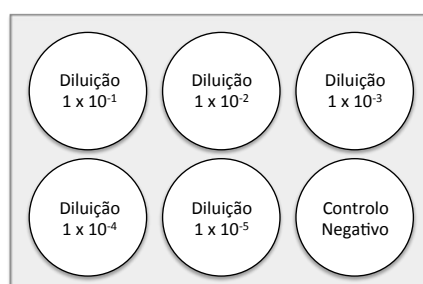 Diluição
1 x 10⁻¹
Diluição
1 x 10⁻²
Diluição
1 x 10⁻³
Diluição
1 x 10⁻⁴
Diluição
1 x 10⁻⁵
Controlo
Negativo